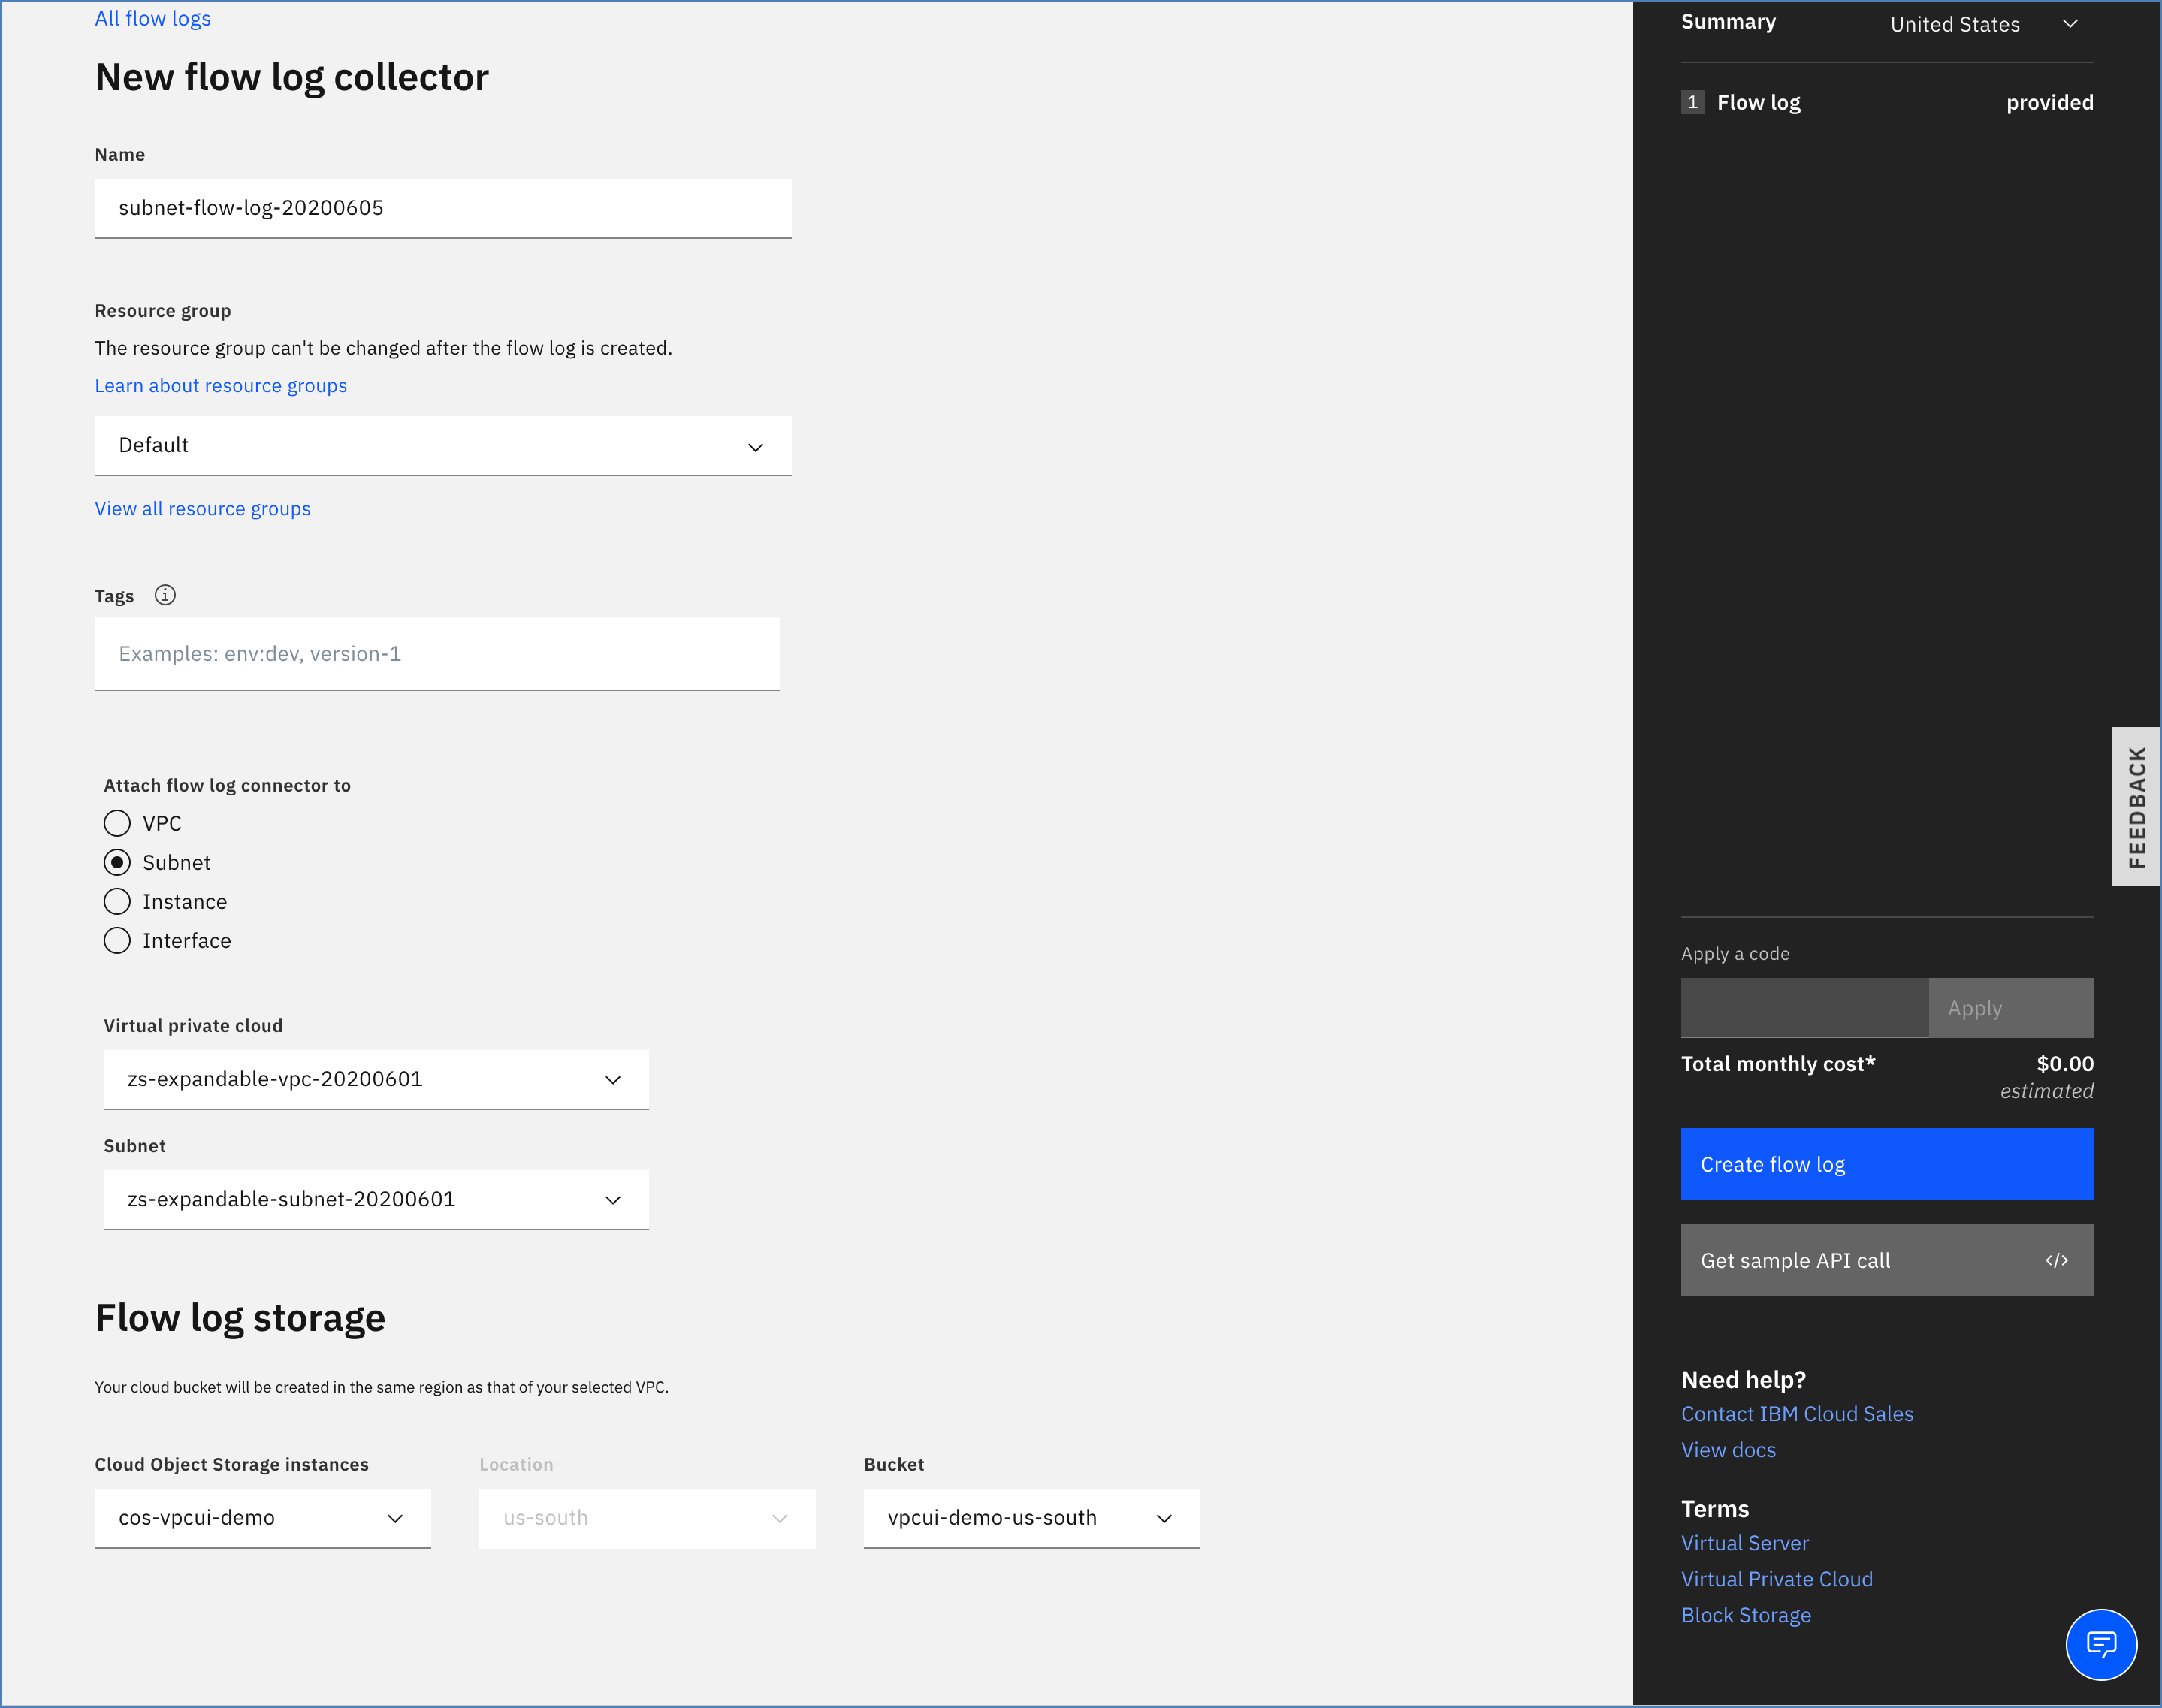 All flow logs
New flow log collector
Name
subnet-flow-log-20200605
Resource group
The resource group can't be changed after the flow log is created.
Learn about resource groups
Default
View all resource groups
Tags
Examples: env:dev, version-1
Attach flow log connector to
VPC
Subnet
Instance
Interface
Virtual private cloud
zs-expandable-vpc-20200601
Subnet
zs-expandable-subnet-20200601
Flow log storage
Your cloud bucket will be created in the same region as that of your selected VPC.
Cloud Object Storage instances
cos-vpcui-demo
Location
us-south
Bucket
vpcui-demo-us-south
Summary
United States
1 Flow log provided
FEEDBACK
Apply a code
Apply
Total monthly cost* $0.00
estimated
Create flow log
Get sample API call </>
Need help?
Contact IBM Cloud Sales
View docs
Terms
Virtual Server
Virtual Private Cloud
Block Storage